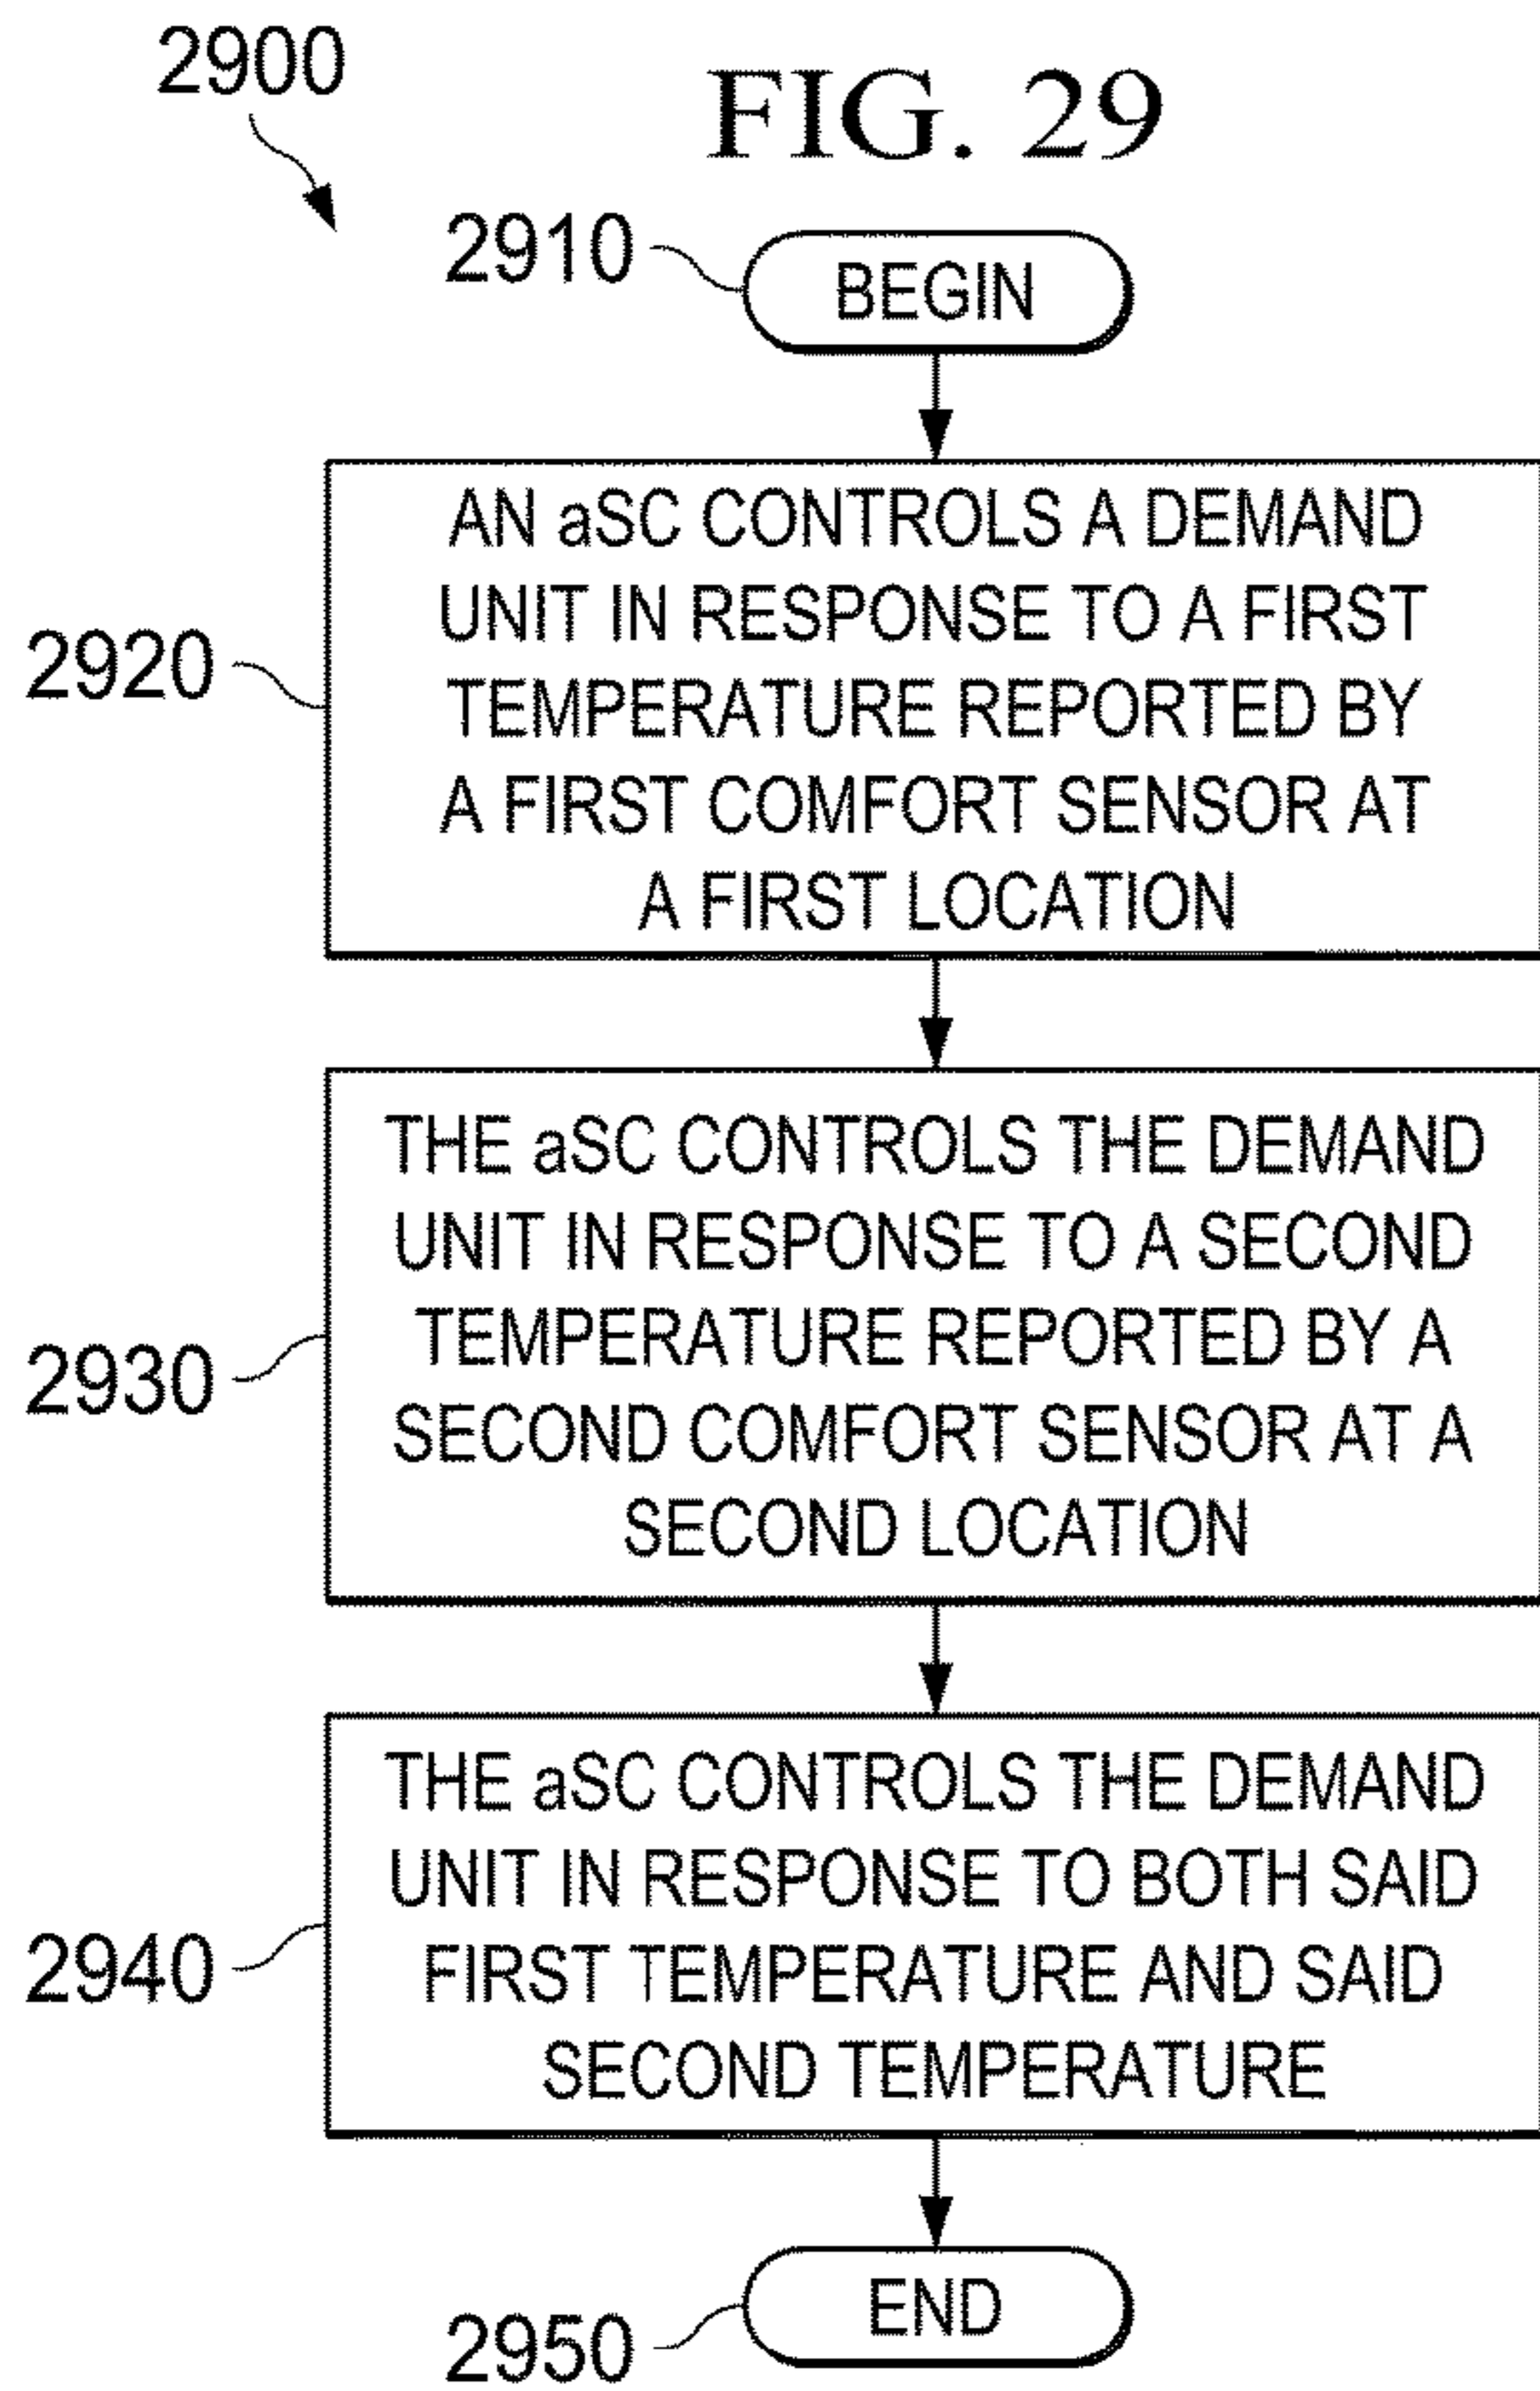 2900
FIG. 29
2910
BEGIN
AN aSC CONTROLS A DEMAND
UNIT IN RESPONSE TO A FIRST
TEMPERATURE REPORTED BY
A FIRST COMFORT SENSOR AT
A FIRST LOCATION
2920
THE aSC CONTROLS THE DEMAND
UNIT IN RESPONSE TO A SECOND
TEMPERATURE REPORTED BY A
SECOND COMFORT SENSOR AT A
SECOND LOCATION
2930
THE aSC CONTROLS THE DEMAND
UNIT IN RESPONSE TO BOTH SAID
FIRST TEMPERATURE AND SAID
SECOND TEMPERATURE
2940
END
2950